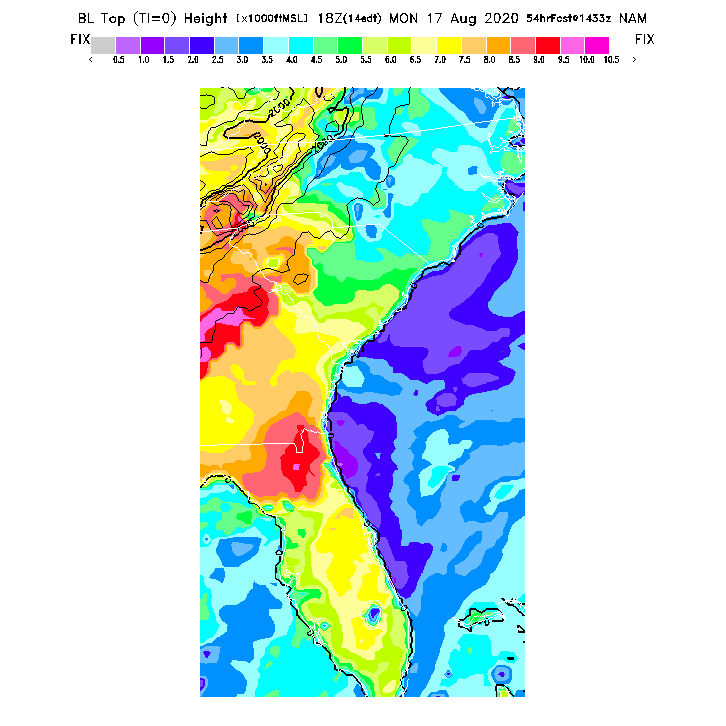 BL Top (TI=0) Height [x1000ftMSL] 18Z(14edt) MON 17 Aug 2020 54hrFcst@1433z NAM
FIX FIX
< 0.5 1.0 1.5 2.0 2.5 3.0 3.5 4.0 4.5 5.0 5.5 6.0 6.5 7.0 7.5 8.0 8.5 9.0 9.5 10.0 10.5 >
2000
2000